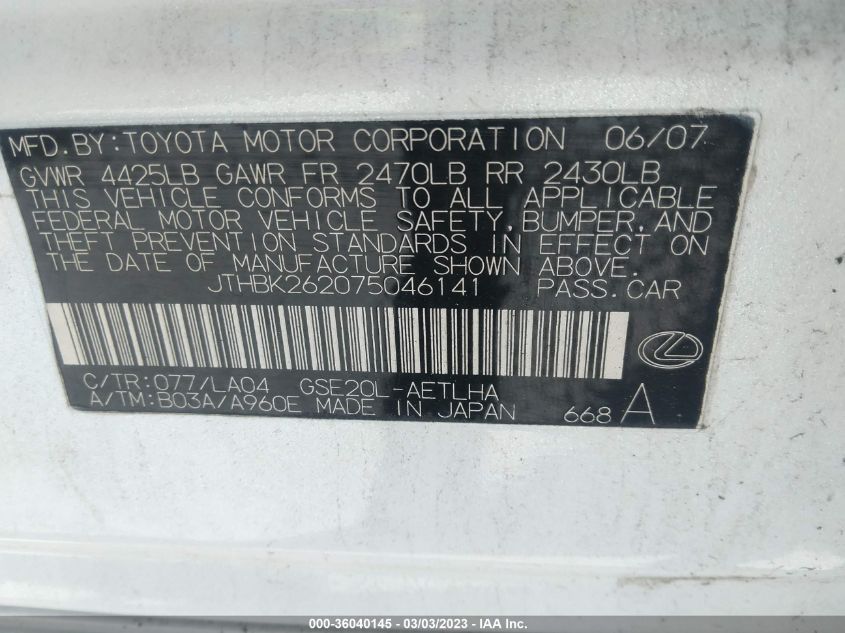 MFD.BY:TOYOTA MOTOR CORPORATION 06/07
GVWR 4425LB GAWR FR 2470LB RR 2430LB
THIS VEHICLE CONFORMS TO ALL APPLICABLE
FEDERAL MOTOR VEHICLE SAFETY,BUMPER,AND
THEFT PREVENTION STANDARDS IN EFFECT ON
THE DATE OF MANUFACTURE SHOWN ABOVE.
JTHBK262075046141 PASS.CAR
C/TR:077/LA04 GSE20L-AETLHA
A/TM:B03A/A960E MADE IN JAPAN 668 A
000-36040145 — 03/03/2023 — IAA Inc.